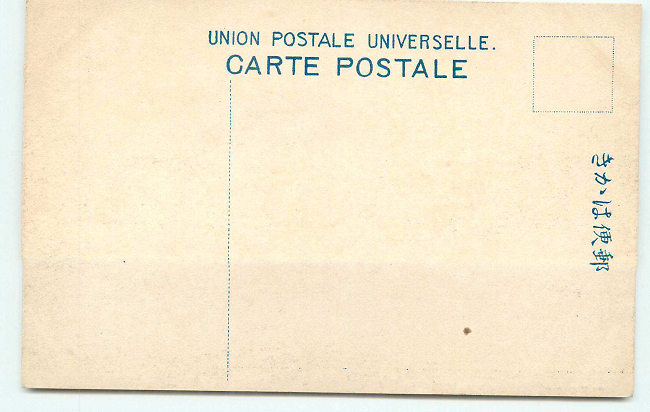 UNION POSTALE UNIVERSELLE.
CARTE POSTALE
郵便はかき